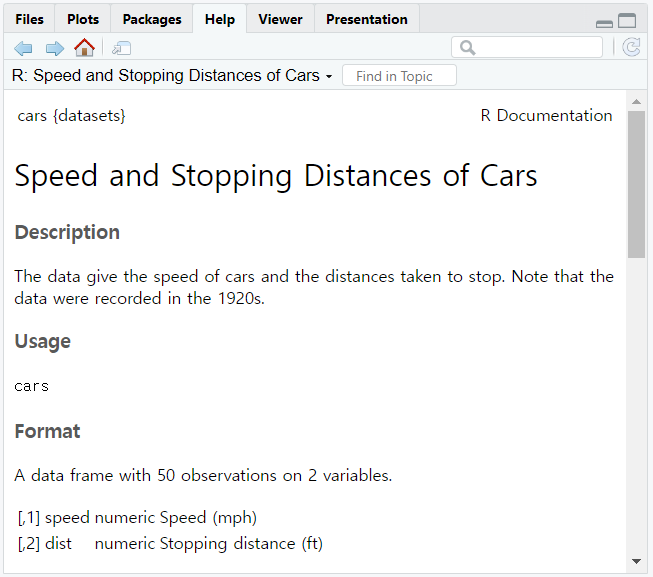 Files Plots Packages Help Viewer Presentation
R: Speed and Stopping Distances of Cars Find in Topic
cars {datasets} R Documentation
Speed and Stopping Distances of Cars
Description
The data give the speed of cars and the distances taken to stop. Note that the
data were recorded in the 1920s.
Usage
cars
Format
A data frame with 50 observations on 2 variables.
[,1] speed numeric Speed (mph)
[,2] dist numeric Stopping distance (ft)